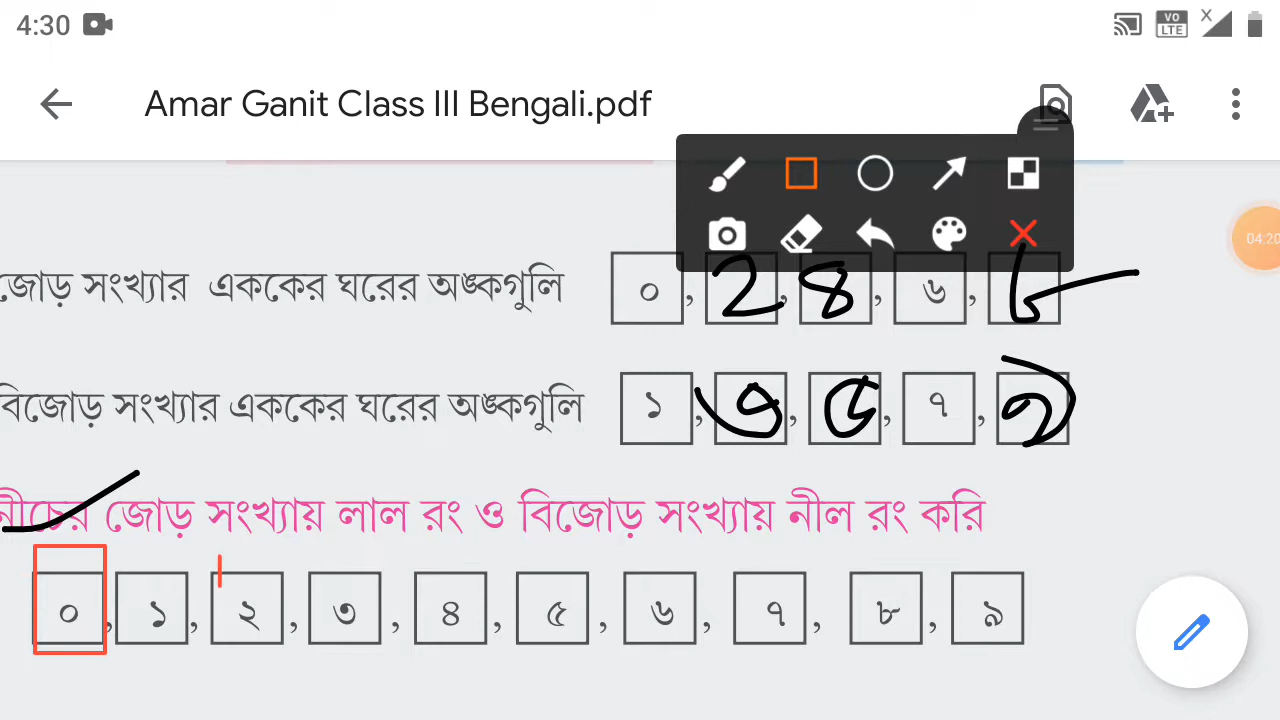 4:30 VO LTE X
Amar Ganit Class III Bengali.pdf
04:20
জোড় সংখ্যার এককের ঘরের অঙ্কগুলি ০, ২, ৪, ৬, ৮
বিজোড় সংখ্যার এককের ঘরের অঙ্কগুলি ১, ৩, ৫, ৭, ৯
নীচের জোড় সংখ্যায় লাল রং ও বিজোড় সংখ্যায় নীল রং করি
০, ১, ২, ৩, ৪, ৫, ৬, ৭, ৮, ৯